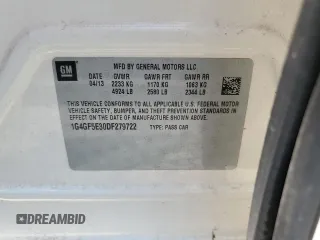 GM
MFD BY GENERAL MOTORS LLC
DATE GVWR GAWR FRT GAWR RR
04/13 2233 KG 1170 KG 1063 KG
4924 LB 2580 LB 2344 LB
THIS VEHICLE CONFORMS TO ALL APPLICABLE U.S. FEDERAL MOTOR
VEHICLE SAFETY, BUMPER, AND THEFT PREVENTION STANDARDS IN
EFFECT ON THE DATE OF MANUFACTURE SHOWN ABOVE.
1G4GF5E30DF279722 TYPE: PASS CAR
DREAMBID